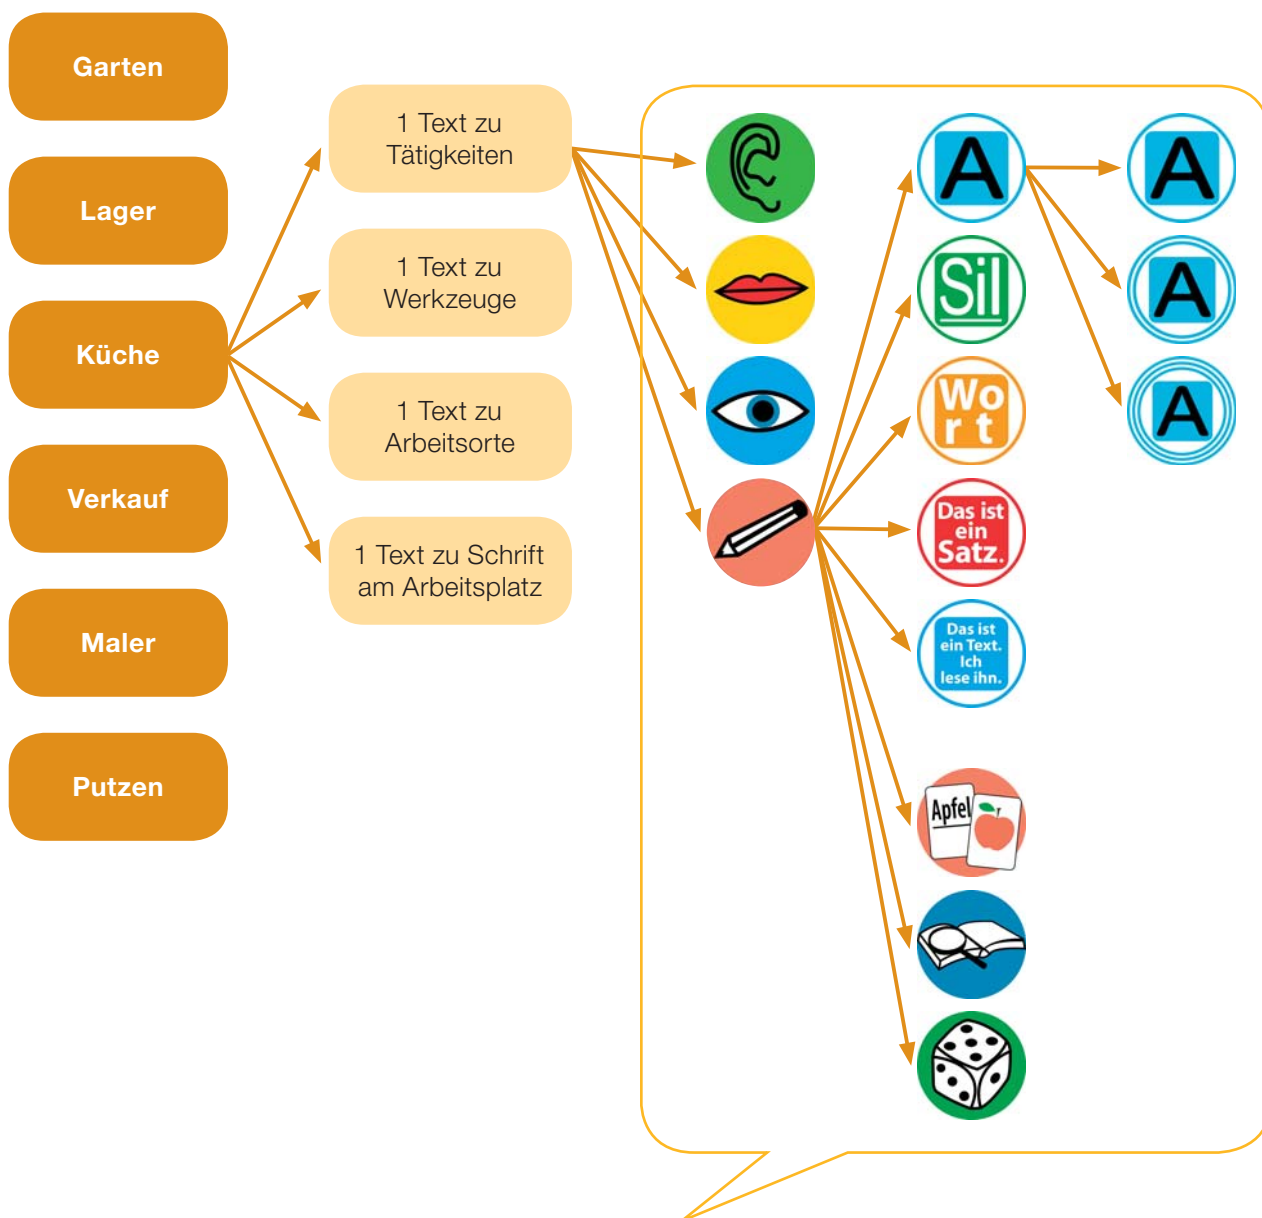 Garten
Lager
Küche
Verkauf
Maler
Putzen
1 Text zu
Tätigkeiten
1 Text zu
Werkzeuge
1 Text zu
Arbeitsorte
1 Text zu Schrift
am Arbeitsplatz
A
Sil
Wo
rt
Das ist
ein
Satz.
Das ist
ein Text.
Ich
lese ihn.
Apfel
A
A
A